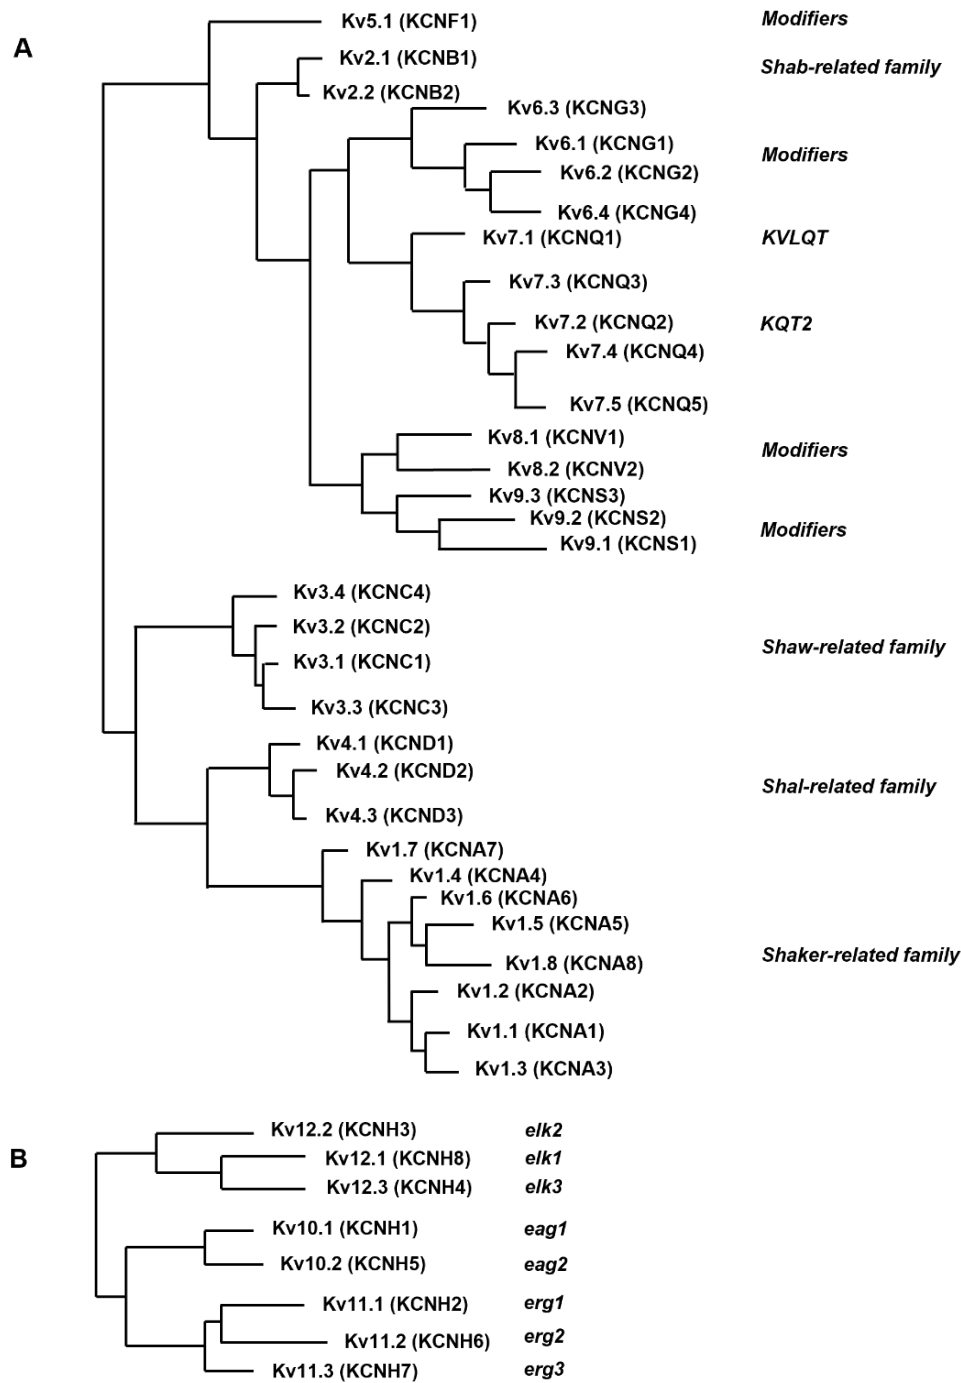 A
Kv5.1 (KCNF1) Modifiers
Kv2.1 (KCNB1) Shab-related family
Kv2.2 (KCNB2)
Kv6.3 (KCNG3)
Kv6.1 (KCNG1) Modifiers
Kv6.2 (KCNG2)
Kv6.4 (KCNG4)
Kv7.1 (KCNQ1) KVLQT
Kv7.3 (KCNQ3)
Kv7.2 (KCNQ2) KQT2
Kv7.4 (KCNQ4)
Kv7.5 (KCNQ5)
Kv8.1 (KCNV1) Modifiers
Kv8.2 (KCNV2)
Kv9.3 (KCNS3)
Kv9.2 (KCNS2) Modifiers
Kv9.1 (KCNS1)
Kv3.4 (KCNC4)
Kv3.2 (KCNC2) Shaw-related family
Kv3.1 (KCNC1)
Kv3.3 (KCNC3)
Kv4.1 (KCND1)
Kv4.2 (KCND2) Shal-related family
Kv4.3 (KCND3)
Kv1.7 (KCNA7)
Kv1.4 (KCNA4)
Kv1.6 (KCNA6)
Kv1.5 (KCNA5)
Kv1.8 (KCNA8) Shaker-related family
Kv1.2 (KCNA2)
Kv1.1 (KCNA1)
Kv1.3 (KCNA3)
B
Kv12.2 (KCNH3) elk2
Kv12.1 (KCNH8) elk1
Kv12.3 (KCNH4) elk3
Kv10.1 (KCNH1) eag1
Kv10.2 (KCNH5) eag2
Kv11.1 (KCNH2) erg1
Kv11.2 (KCNH6) erg2
Kv11.3 (KCNH7) erg3